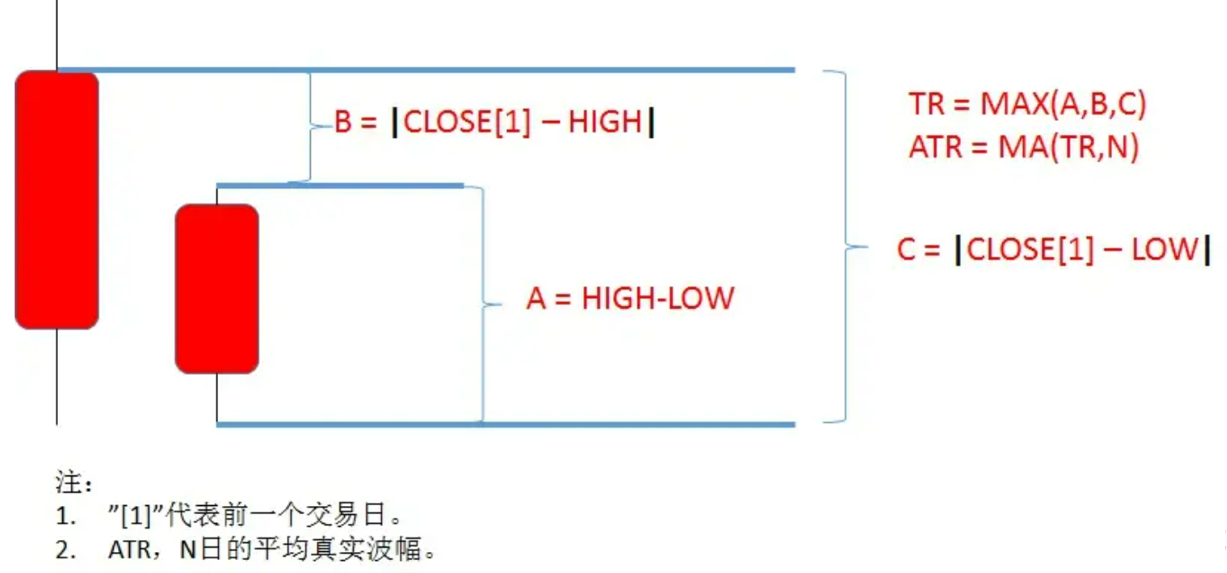 B = |CLOSE[1] – HIGH|
TR = MAX(A,B,C)
ATR = MA(TR,N)
C = |CLOSE[1] – LOW|
A = HIGH-LOW
注：
1. ”[1]”代表前一个交易日。
2. ATR，N日的平均真实波幅。